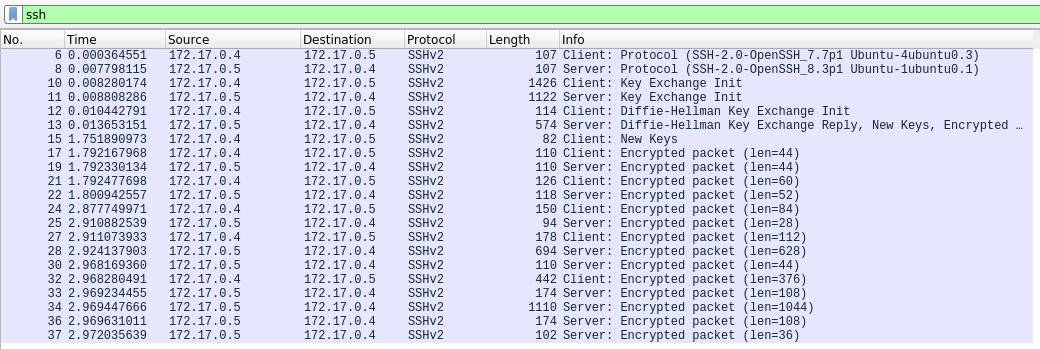 ssh
No. Time Source Destination Protocol Length Info
6 0.000364551 172.17.0.4 172.17.0.5 SSHv2 107 Client: Protocol (SSH-2.0-OpenSSH_7.7p1 Ubuntu-4ubuntu0.3)
8 0.007798115 172.17.0.5 172.17.0.4 SSHv2 107 Server: Protocol (SSH-2.0-OpenSSH_8.3p1 Ubuntu-1ubuntu0.1)
10 0.008280174 172.17.0.4 172.17.0.5 SSHv2 1426 Client: Key Exchange Init
11 0.008808286 172.17.0.5 172.17.0.4 SSHv2 1122 Server: Key Exchange Init
12 0.010442791 172.17.0.4 172.17.0.5 SSHv2 114 Client: Diffie-Hellman Key Exchange Init
13 0.013653151 172.17.0.5 172.17.0.4 SSHv2 574 Server: Diffie-Hellman Key Exchange Reply, New Keys, Encrypted …
15 1.751890973 172.17.0.4 172.17.0.5 SSHv2 82 Client: New Keys
17 1.792167968 172.17.0.4 172.17.0.5 SSHv2 110 Client: Encrypted packet (len=44)
19 1.792330134 172.17.0.5 172.17.0.4 SSHv2 110 Server: Encrypted packet (len=44)
21 1.792477698 172.17.0.4 172.17.0.5 SSHv2 126 Client: Encrypted packet (len=60)
22 1.800942557 172.17.0.5 172.17.0.4 SSHv2 118 Server: Encrypted packet (len=52)
24 2.877749971 172.17.0.4 172.17.0.5 SSHv2 150 Client: Encrypted packet (len=84)
25 2.910882539 172.17.0.5 172.17.0.4 SSHv2 94 Server: Encrypted packet (len=28)
27 2.911073933 172.17.0.4 172.17.0.5 SSHv2 178 Client: Encrypted packet (len=112)
28 2.924137903 172.17.0.5 172.17.0.4 SSHv2 694 Server: Encrypted packet (len=628)
30 2.968169360 172.17.0.5 172.17.0.4 SSHv2 110 Server: Encrypted packet (len=44)
32 2.968280491 172.17.0.4 172.17.0.5 SSHv2 442 Client: Encrypted packet (len=376)
33 2.969234455 172.17.0.5 172.17.0.4 SSHv2 174 Server: Encrypted packet (len=108)
34 2.969447666 172.17.0.5 172.17.0.4 SSHv2 1110 Server: Encrypted packet (len=1044)
36 2.969631011 172.17.0.5 172.17.0.4 SSHv2 174 Server: Encrypted packet (len=108)
37 2.972035639 172.17.0.5 172.17.0.4 SSHv2 102 Server: Encrypted packet (len=36)